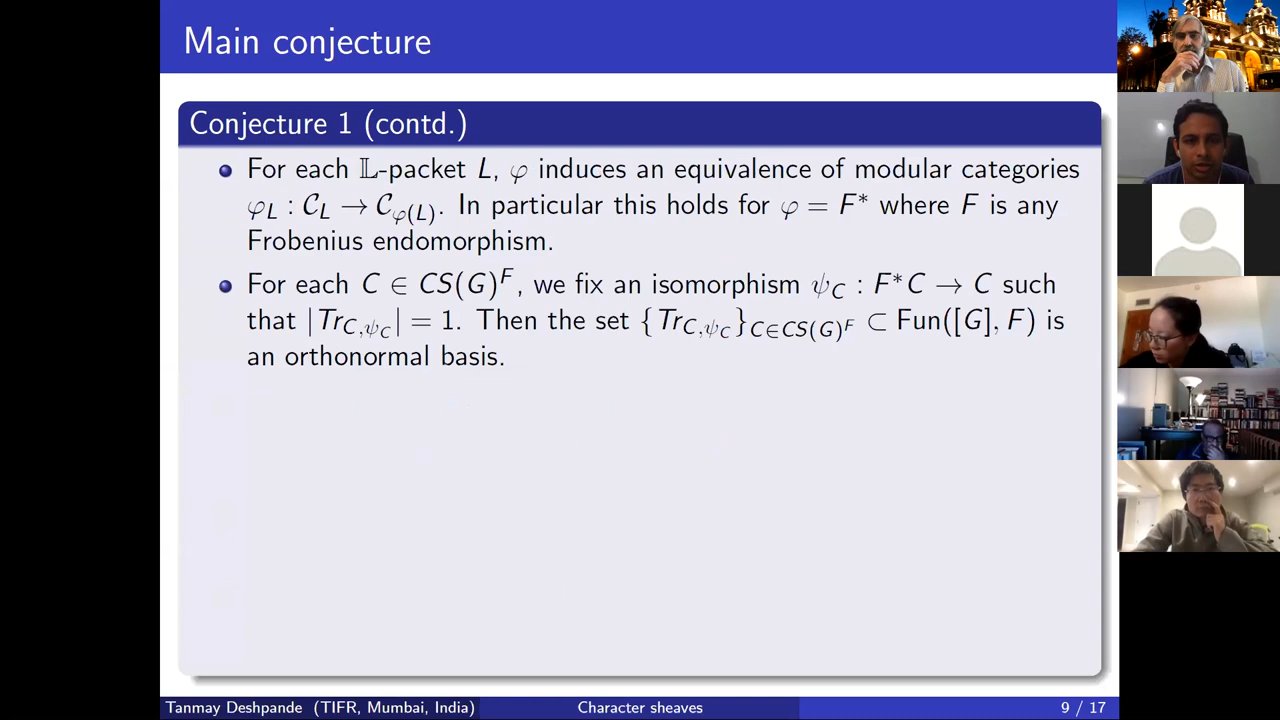 Main conjecture
Conjecture 1 (contd.)
For each 𝕃-packet L, φ induces an equivalence of modular categories
φ_L : 𝒞_L → 𝒞_φ(L). In particular this holds for φ = F* where F is any
Frobenius endomorphism.
For each C ∈ CS(G)^F, we fix an isomorphism ψ_C : F*C → C such
that |Tr_{C,ψ_C}| = 1. Then the set {Tr_{C,ψ_C}}_{C∈CS(G)^F} ⊂ Fun([G], F) is
an orthonormal basis.
Tanmay Deshpande (TIFR, Mumbai, India) Character sheaves 9 / 17